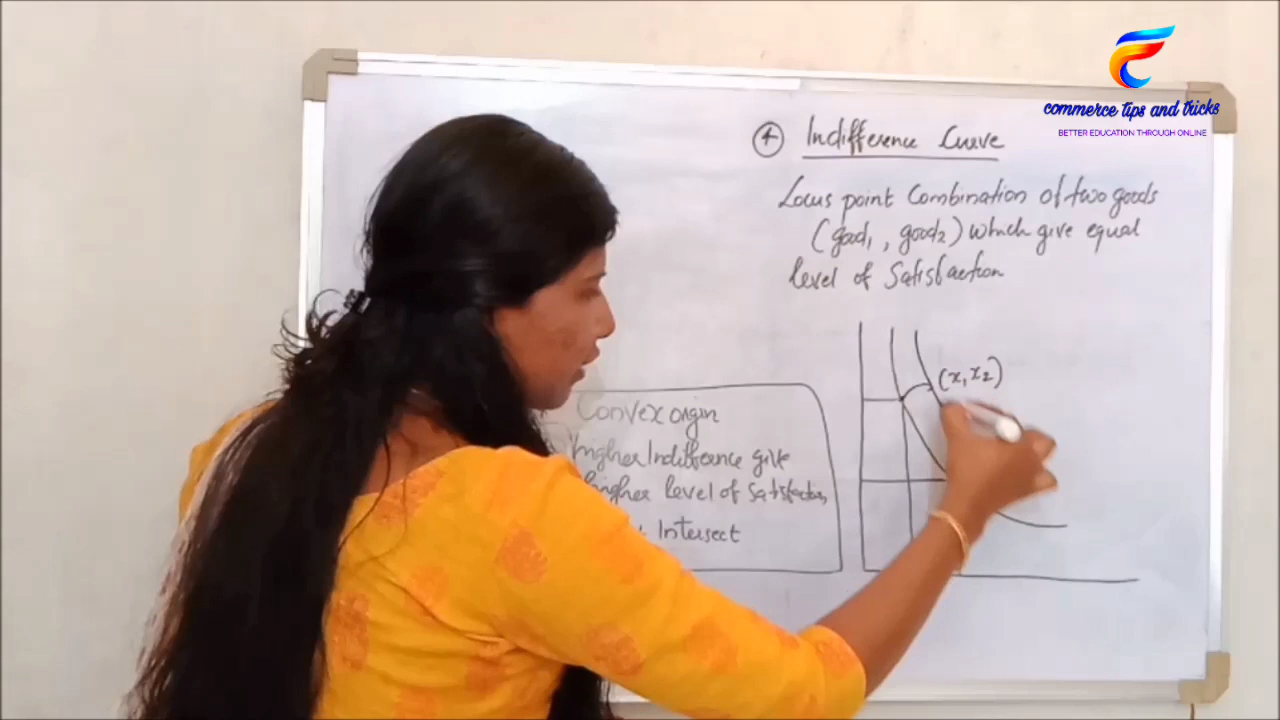 commerce tips and tricks
BETTER EDUCATION THROUGH ONLINE
④ Indifference Curve
Locus point Combination of two goods
(good1, good2) which give equal
level of Satisfaction
(x1 x2)
Convex origin
higher Indifference give
higher level of Satisfaction
Intersect